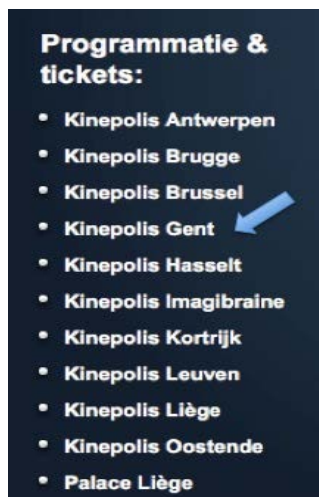 Programmatie &
tickets:
• Kinepolis Antwerpen
• Kinepolis Brugge
• Kinepolis Brussel
• Kinepolis Gent
• Kinepolis Hasselt
• Kinepolis Imagibraine
• Kinepolis Kortrijk
• Kinepolis Leuven
• Kinepolis Liège
• Kinepolis Oostende
• Palace Liège